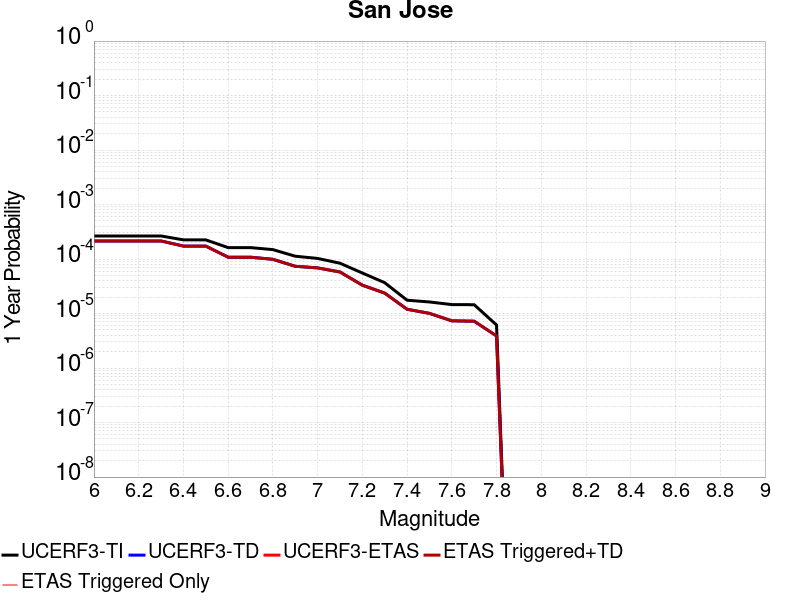 San Jose
10^0
10^-1
10^-2
10^-3
10^-4
10^-5
10^-6
10^-7
10^-8
1 Year Probability
6 6.2 6.4 6.6 6.8 7 7.2 7.4 7.6 7.8 8 8.2 8.4 8.6 8.8 9
Magnitude
UCERF3-TI UCERF3-TD UCERF3-ETAS ETAS Triggered+TD
ETAS Triggered Only